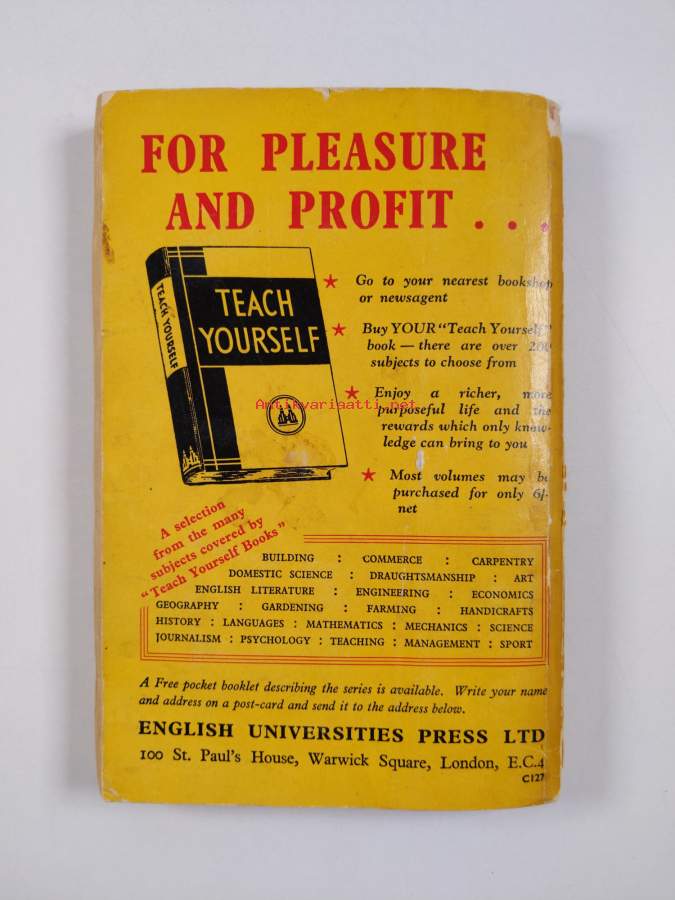 FOR PLEASURE
AND PROFIT . . .
TEACH YOURSELF
TEACH
YOURSELF
★ Go to your nearest bookshop
or newsagent
★ Buy YOUR "Teach Yourself"
book — there are over 200
subjects to choose from
★ Enjoy a richer, more
purposeful life and the
rewards which only know-
ledge can bring to you
★ Most volumes may be
purchased for only 6/-
net
Antikvariaatti.net
A selection
from the many
subjects covered by
"Teach Yourself Books"
BUILDING : COMMERCE : CARPENTRY
DOMESTIC SCIENCE : DRAUGHTSMANSHIP : ART
ENGLISH LITERATURE : ENGINEERING : ECONOMICS
GEOGRAPHY : GARDENING : FARMING : HANDICRAFTS
HISTORY : LANGUAGES : MATHEMATICS : MECHANICS : SCIENCE
JOURNALISM : PSYCHOLOGY : TEACHING : MANAGEMENT : SPORT
A Free pocket booklet describing the series is available. Write your name
and address on a post-card and send it to the address below.
ENGLISH UNIVERSITIES PRESS LTD
100 St. Paul's House, Warwick Square, London, E.C.4
C127